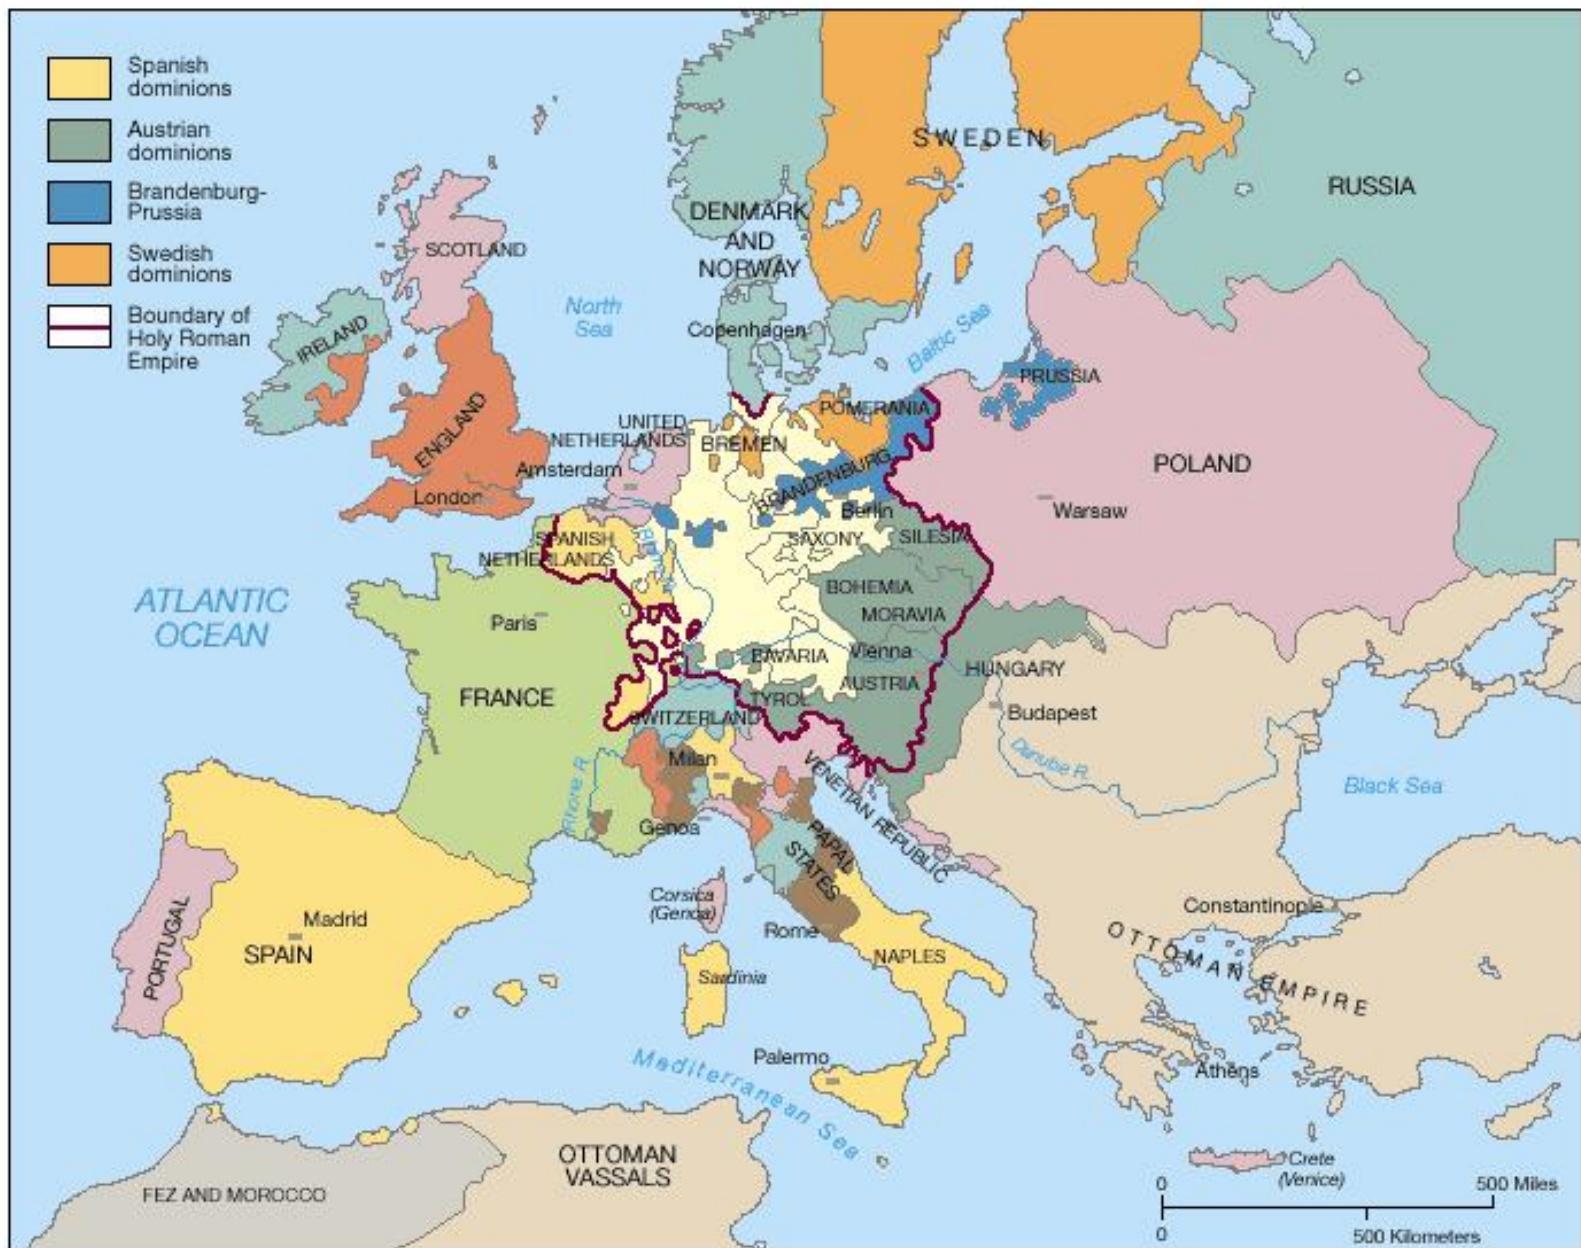 Spanish
dominions
Austrian
dominions
Brandenburg-
Prussia
Swedish
dominions
Boundary of
Holy Roman
Empire
SWEDEN
RUSSIA
DENMARK
AND
NORWAY
SCOTLAND
North
Sea
IRELAND
Copenhagen
Baltic Sea
PRUSSIA
POMERANIA
UNITED
NETHERLANDS
BREMEN
ENGLAND
Amsterdam
BRANDENBURG
POLAND
London
Berlin
Warsaw
SPANISH
NETHERLANDS
Rhine R.
SAXONY
SILESIA
BOHEMIA
MORAVIA
ATLANTIC
OCEAN
Paris
BAVARIA
Vienna
HUNGARY
AUSTRIA
FRANCE
TYROL
SWITZERLAND
Budapest
Danube R.
Milan
VENETIAN REPUBLIC
Black Sea
Rhone R.
Genoa
PAPAL
STATES
Corsica
(Genoa)
Constantinople
Madrid
Rome
PORTUGAL
SPAIN
NAPLES
OTTOMAN EMPIRE
Sardinia
Palermo
Athens
Mediterranean Sea
OTTOMAN
VASSALS
FEZ AND MOROCCO
Crete
(Venice)
0 500 Miles
0 500 Kilometers